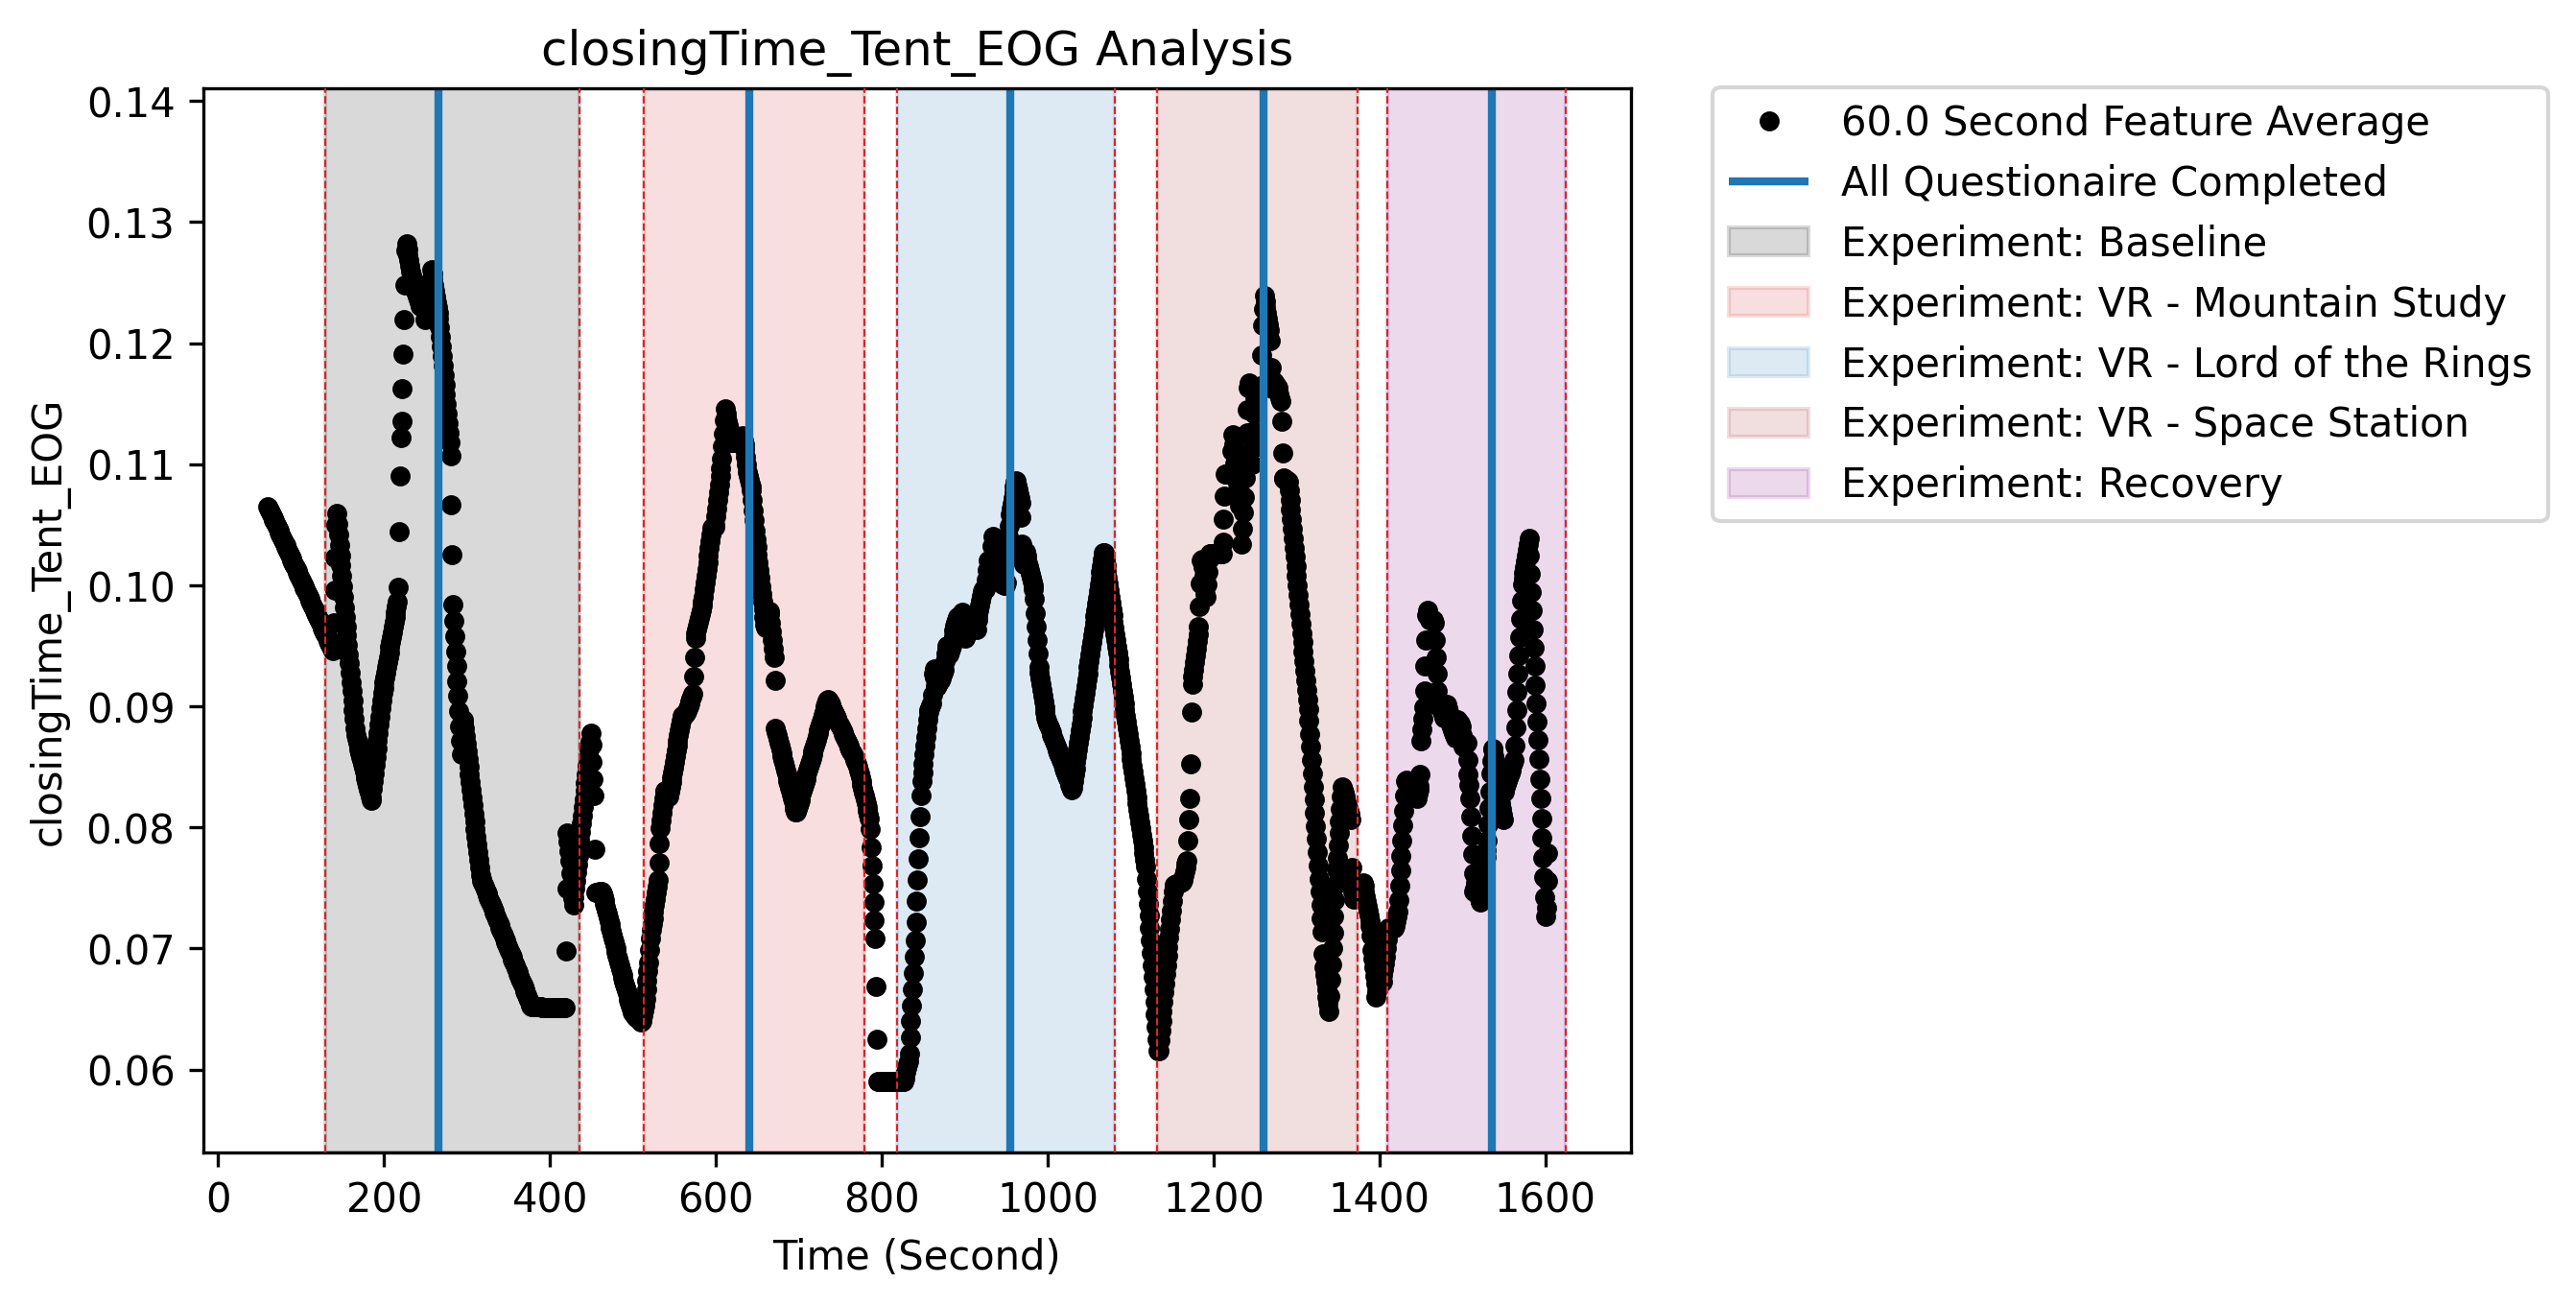 closingTime_Tent_EOG Analysis
closingTime_Tent_EOG
0.14
0.13
0.12
0.11
0.10
0.09
0.08
0.07
0.06
0
200
400
600
800
1000
1200
1400
1600
Time (Second)
60.0 Second Feature Average
All Questionaire Completed
Experiment: Baseline
Experiment: VR - Mountain Study
Experiment: VR - Lord of the Rings
Experiment: VR - Space Station
Experiment: Recovery